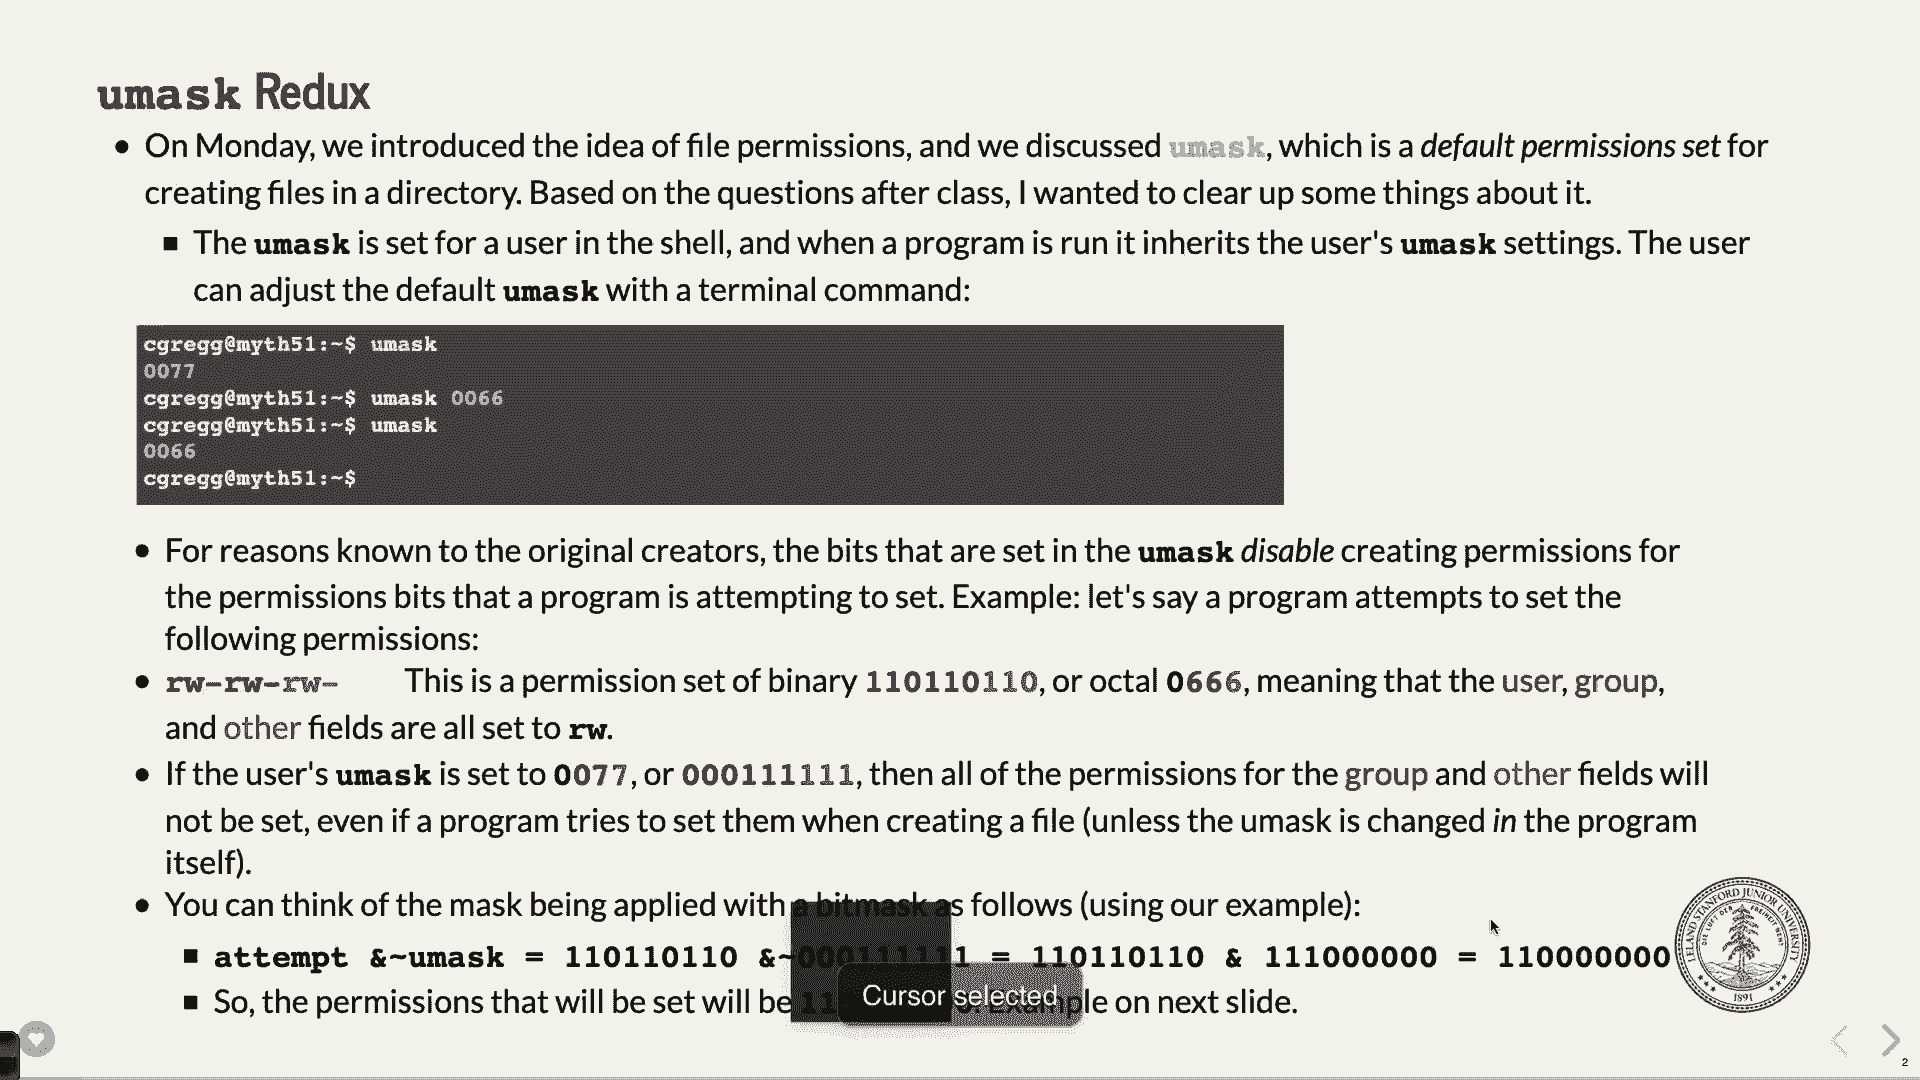 umask Redux
On Monday, we introduced the idea of file permissions, and we discussed umask, which is a default permissions set for
creating files in a directory. Based on the questions after class, I wanted to clear up some things about it.
The umask is set for a user in the shell, and when a program is run it inherits the user's umask settings. The user
can adjust the default umask with a terminal command:
cgregg@myth51:~$ umask
0077
cgregg@myth51:~$ umask 0066
cgregg@myth51:~$ umask
0066
cgregg@myth51:~$
For reasons known to the original creators, the bits that are set in the umask disable creating permissions for
the permissions bits that a program is attempting to set. Example: let's say a program attempts to set the
following permissions:
rw-rw-rw- This is a permission set of binary 110110110, or octal 0666, meaning that the user, group,
and other fields are all set to rw.
If the user's umask is set to 0077, or 000111111, then all of the permissions for the group and other fields will
not be set, even if a program tries to set them when creating a file (unless the umask is changed in the program
itself).
You can think of the mask being applied with a bitmask as follows (using our example):
attempt &~umask = 110110110 &~000111111 = 110110110 & 111000000 = 110000000
So, the permissions that will be set will be Example on next slide.
Cursor selected
LELAND STANFORD JUNIOR UNIVERSITY
DIE LUFT DER FREIHEIT WEHT
1891
2